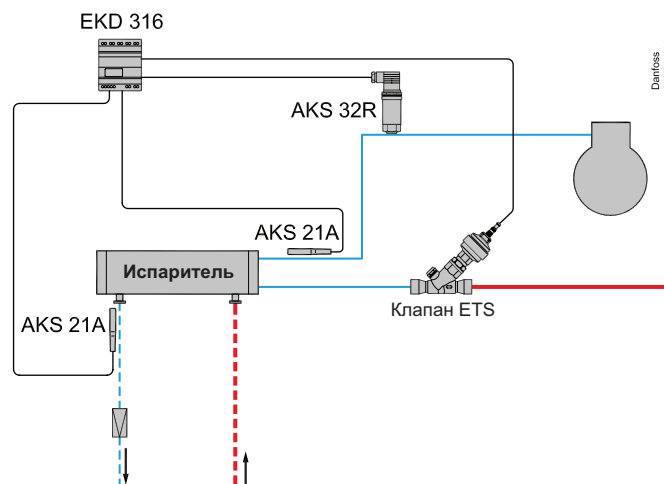 EKD 316
Danfoss
AKS 32R
AKS 21A
Испаритель
Клапан ETS
AKS 21A